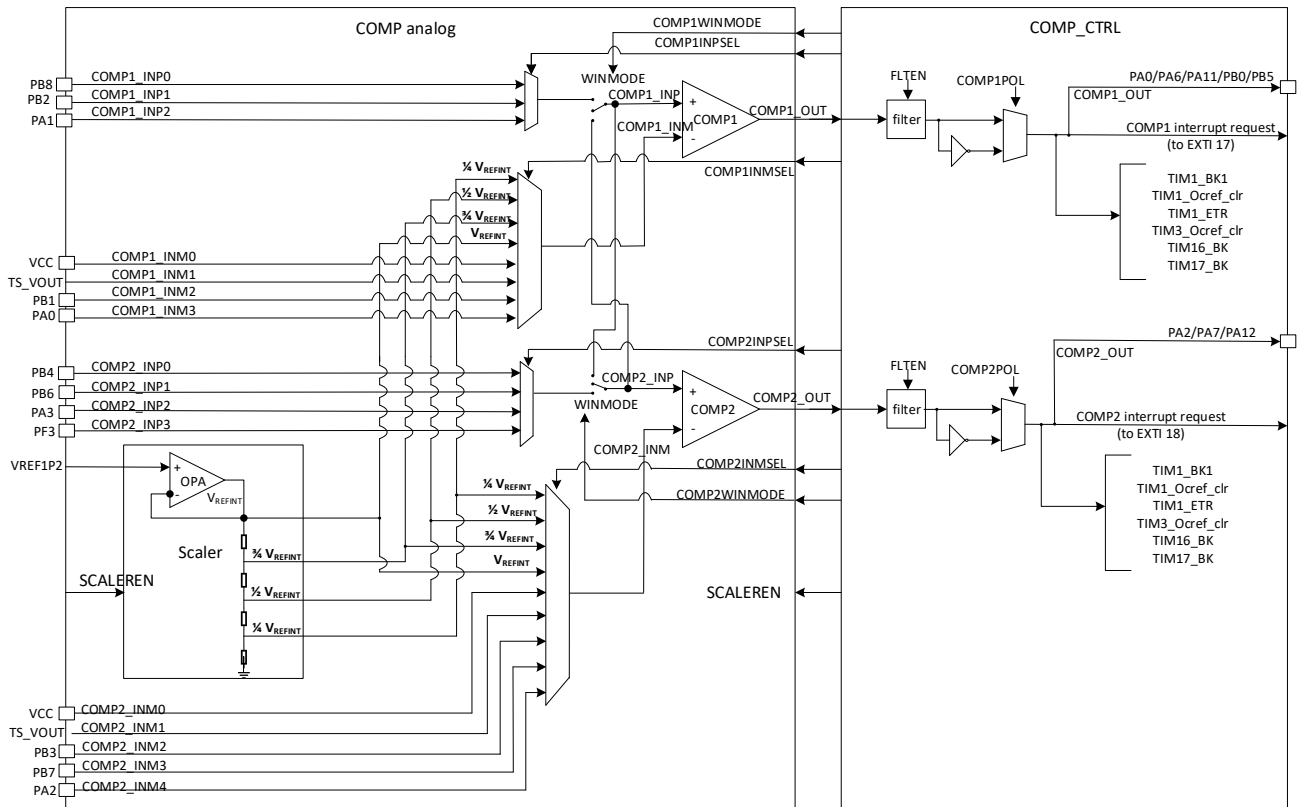 COMP analog
COMP_CTRL
COMP1WINMODE
COMP1INPSEL
PB8 COMP1_INP0
PB2 COMP1_INP1
PA1 COMP1_INP2
WINMODE
COMP1_INP
COMP1_INM
+
-
COMP1
COMP1_OUT
FLTEN
filter
COMP1POL
PA0/PA6/PA11/PB0/PB5
COMP1_OUT
COMP1 interrupt request
(to EXTI 17)
TIM1_BK1
TIM1_Ocref_clr
TIM1_ETR
TIM3_Ocref_clr
TIM16_BK
TIM17_BK
COMP1INMSEL
¼ VREFINT
½ VREFINT
¾ VREFINT
VREFINT
VCC COMP1_INM0
TS_VOUT COMP1_INM1
PB1 COMP1_INM2
PA0 COMP1_INM3
COMP2INPSEL
PB4 COMP2_INP0
PB6 COMP2_INP1
PA3 COMP2_INP2
PF3 COMP2_INP3
COMP2_INP
WINMODE
+
-
COMP2
COMP2_OUT
COMP2_INM
FLTEN
filter
COMP2POL
PA2/PA7/PA12
COMP2_OUT
COMP2 interrupt request
(to EXTI 18)
TIM1_BK1
TIM1_Ocref_clr
TIM1_ETR
TIM3_Ocref_clr
TIM16_BK
TIM17_BK
COMP2INMSEL
COMP2WINMODE
VREF1P2
+
-
OPA
VREFINT
Scaler
¾ VREFINT
½ VREFINT
¼ VREFINT
SCALEREN
¼ VREFINT
½ VREFINT
¾ VREFINT
VREFINT
SCALEREN
VCC COMP2_INM0
TS_VOUT COMP2_INM1
PB3 COMP2_INM2
PB7 COMP2_INM3
PA2 COMP2_INM4